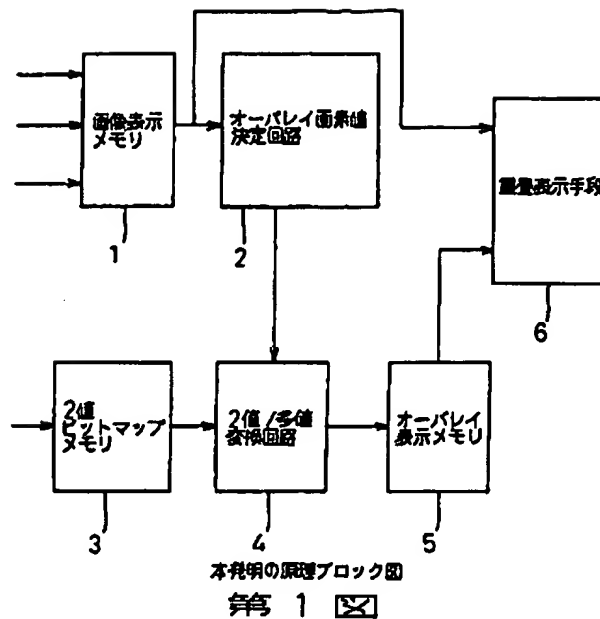 画像表示
メモリ
1
オーバレイ画素値
決定回路
2
重畳表示手段
6
2値
ビットマップ
メモリ
3
2値/多値
変換回路
4
オーバレイ
表示メモリ
5
本発明の原理ブロック図
第 1 図